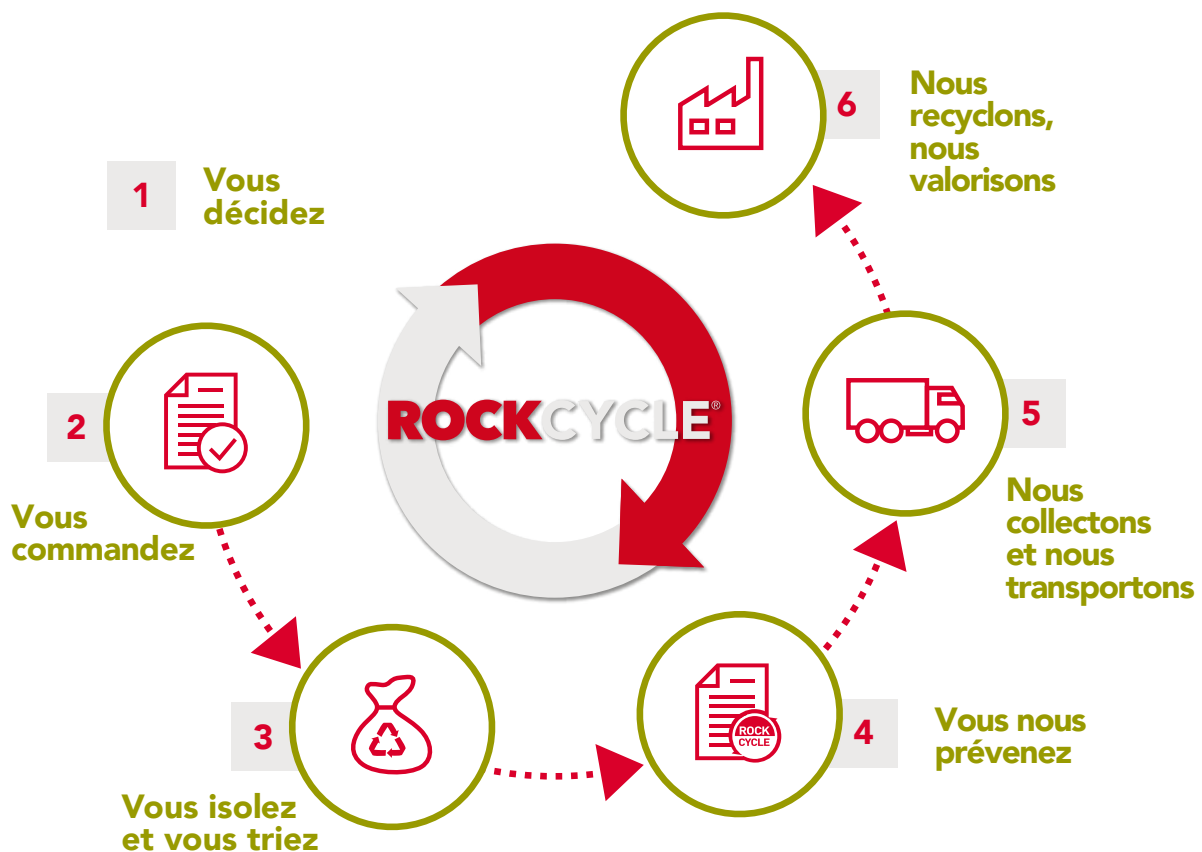 1
Vous
décidez
2
Vous
commandez
3
Vous isolez
et vous triez
ROCK
CYCLE
4
Vous nous
prévenez
5
Nous
collectons
et nous
transportons
6
Nous
recyclons,
nous
valorisons
ROCKCYCLE®